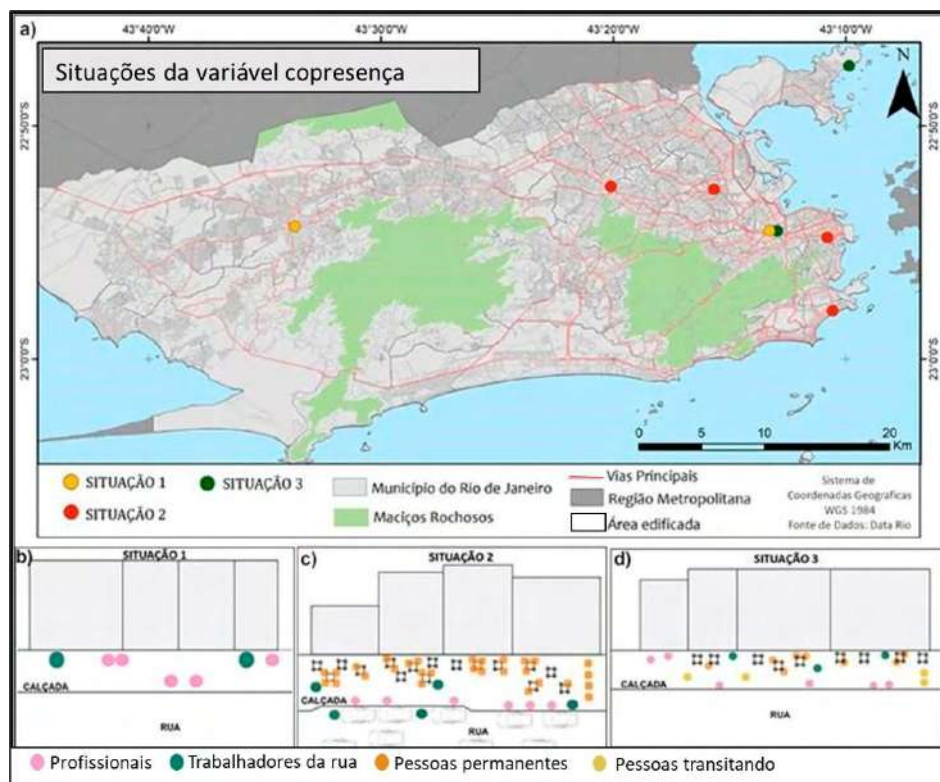 a)
43°40'0"W 43°30'0"W 43°20'0"W 43°10'0"W
Situações da variável copresença
N
22°50'0"S 22°50'0"S
23°0'0"S 23°0'0"S
0 5 10 20
Km
SITUAÇÃO 1 SITUAÇÃO 3
SITUAÇÃO 2
Município do Rio de Janeiro
Maciços Rochosos
Vias Principais
Região Metropolitana
Área edificada
Sistema de
Coordenadas Geograficas
WGS 1984
Fonte de Dados: Data Rio
b) SITUAÇÃO 1
CALÇADA
RUA
c) SITUAÇÃO 2
CALÇADA
RUA
d) SITUAÇÃO 3
CALÇADA
RUA
Profissionais Trabalhadores da rua Pessoas permanentes Pessoas transitando